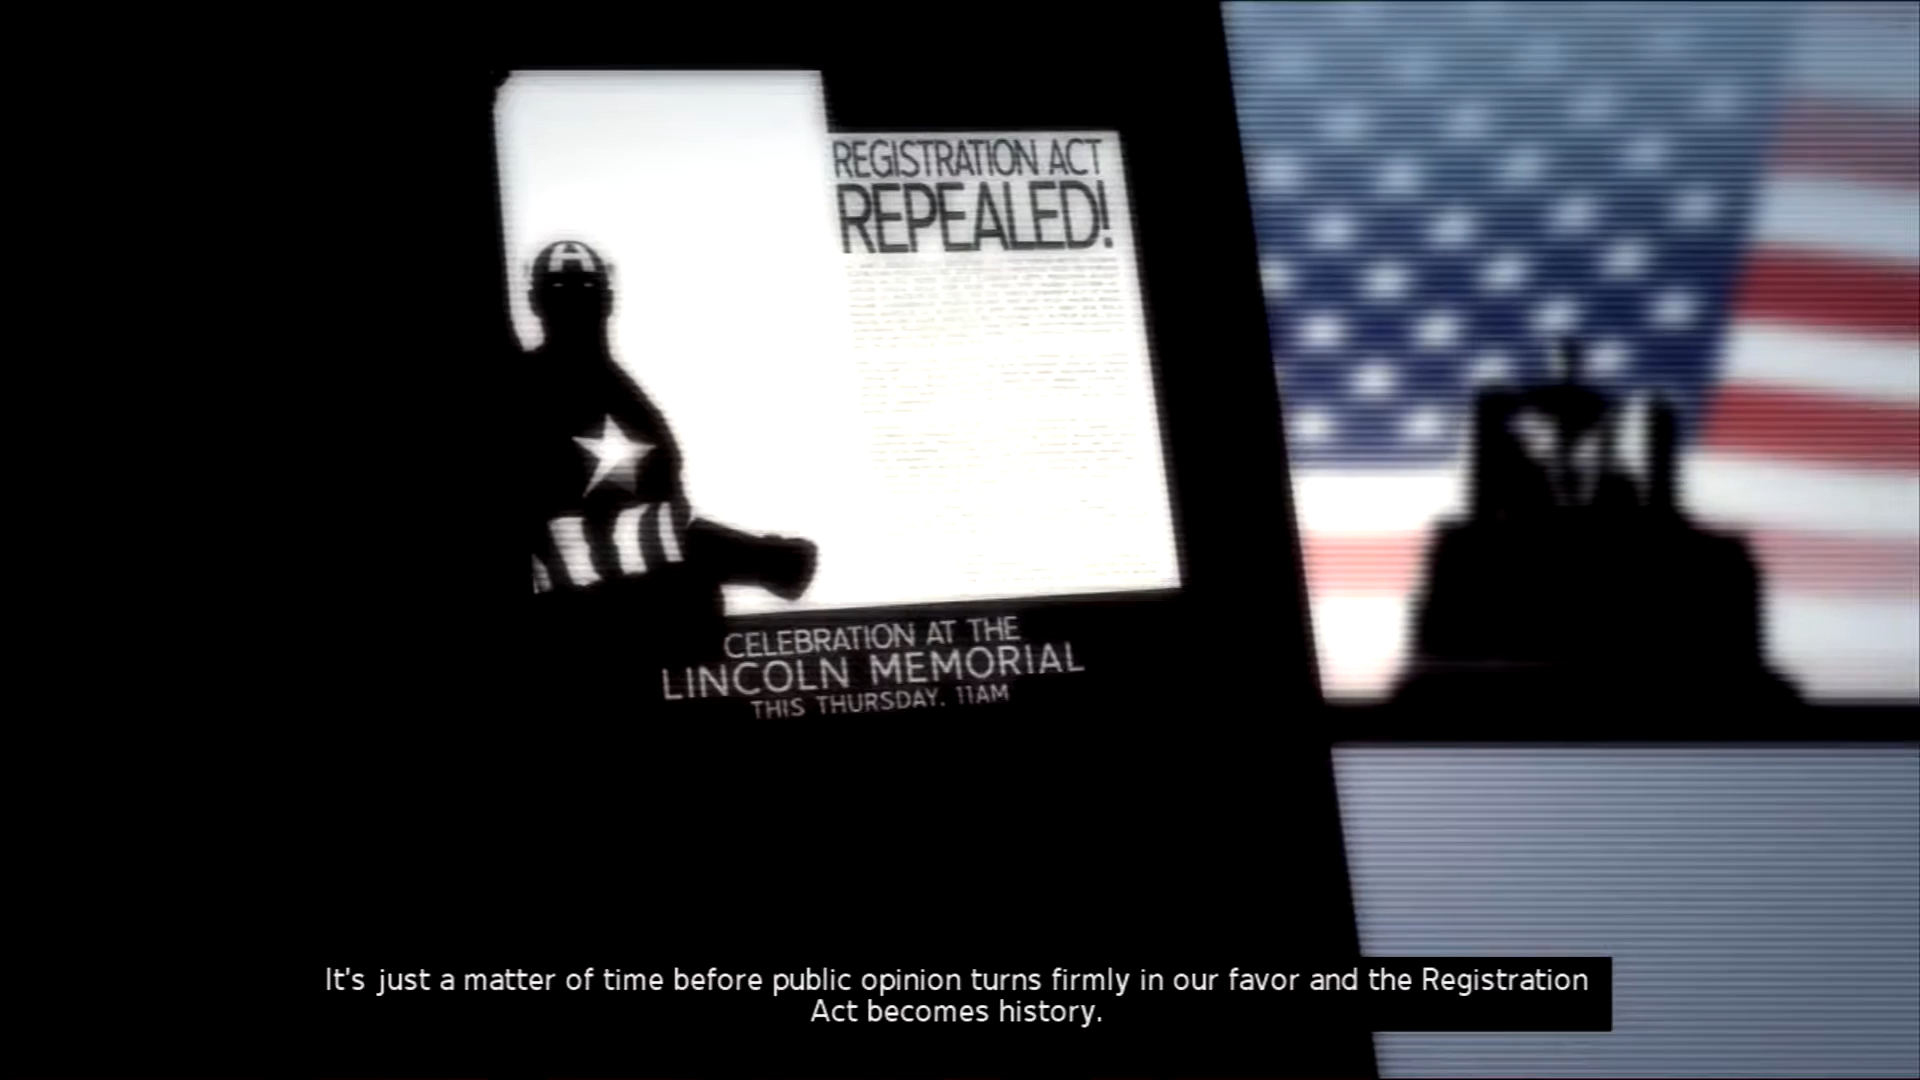 A
REGISTRATION ACT
REPEALED!
CELEBRATION AT THE
LINCOLN MEMORIAL
THIS THURSDAY. 11AM
It's just a matter of time before public opinion turns firmly in our favor and the Registration
Act becomes history.